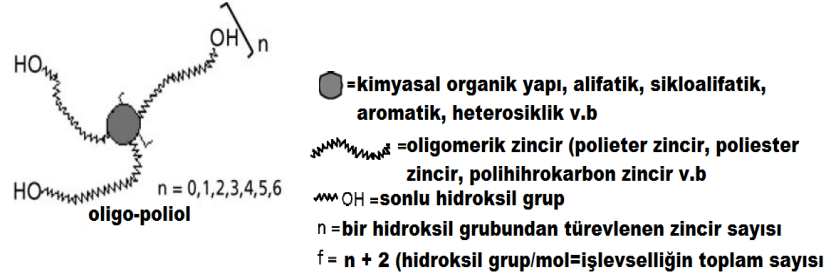 OH n
HO
HO
n = 0,1,2,3,4,5,6
oligo-poliol
=kimyasal organik yapı, alifatik, sikloalifatik,
aromatik, heterosiklik v.b
=oligomerik zincir (polieter zincir, poliester
zincir, polihihrokarbon zincir v.b
OH =sonlu hidroksil grup
n =bir hidroksil grubundan türevlenen zincir sayısı
f = n + 2 (hidroksil grup/mol=işlevselliğin toplam sayısı